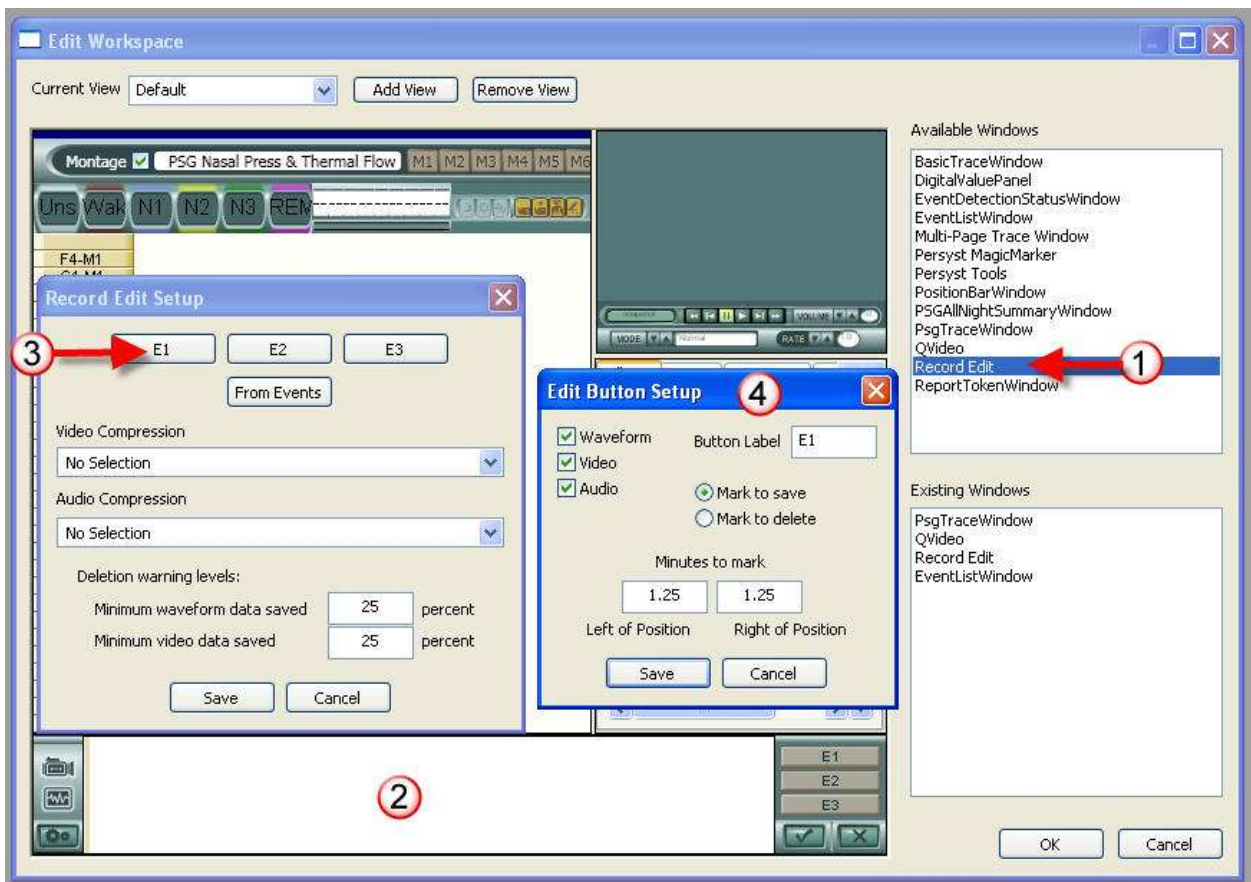 Edit Workspace
Current View Default Add View Remove View
Available Windows
BasicTraceWindow
DigitalValuePanel
EventDetectionStatusWindow
EventListWindow
Multi-Page Trace Window
Persyst MagicMarker
Persyst Tools
PositionBarWindow
PSGAllNightSummaryWindow
PsgTraceWindow
QVideo
Record Edit
ReportTokenWindow
1
Existing Windows
PsgTraceWindow
QVideo
Record Edit
EventListWindow
OK Cancel
Montage PSG Nasal Press & Thermal Flow M1 M2 M3 M4 M5 M6
Uns Wak N1 N2 N3 REM
F4-M1
VOLUME
MODE Normal RATE
Record Edit Setup
3
E1 E2 E3
From Events
Video Compression
No Selection
Audio Compression
No Selection
Deletion warning levels:
Minimum waveform data saved 25 percent
Minimum video data saved 25 percent
Save Cancel
Edit Button Setup 4
Waveform Button Label E1
Video
Audio Mark to save
Mark to delete
Minutes to mark
1.25 1.25
Left of Position Right of Position
Save Cancel
2
E1
E2
E3